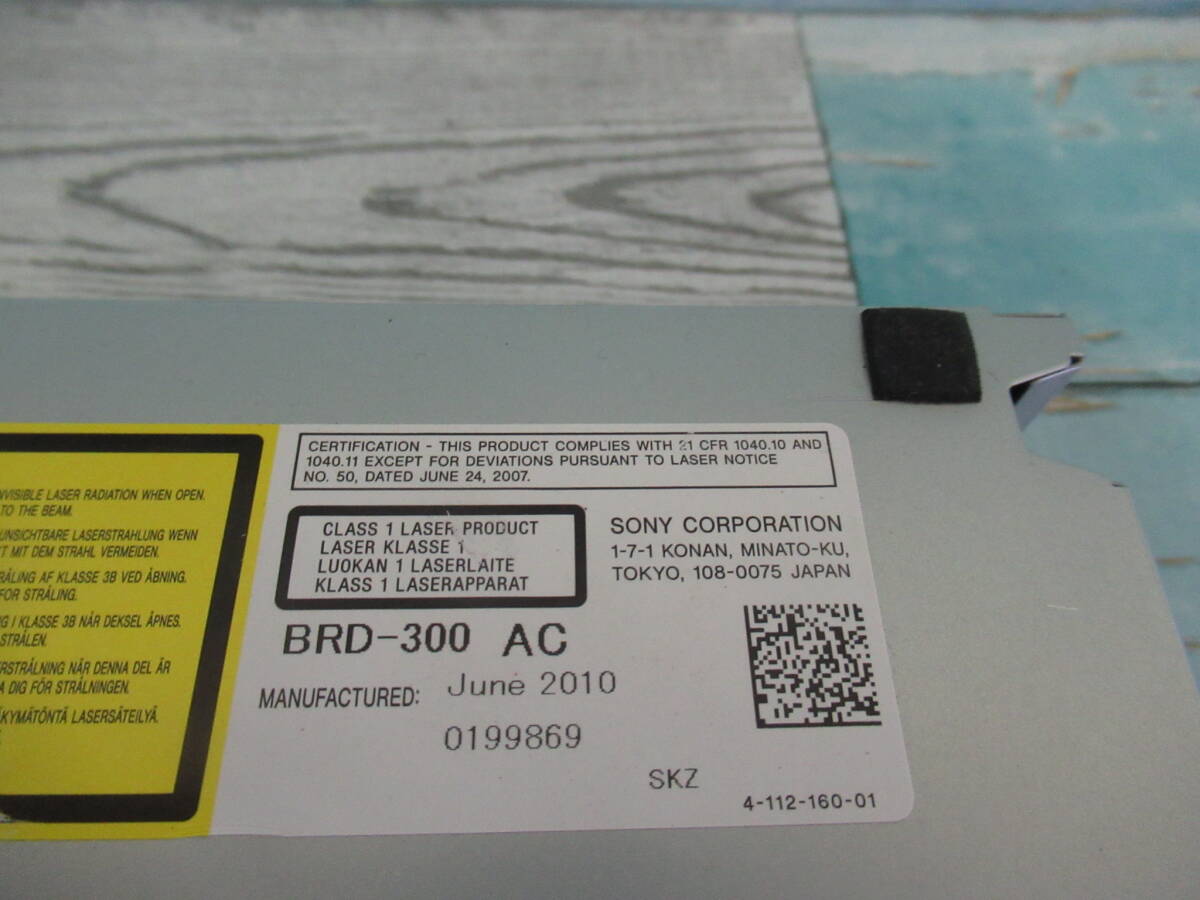 INVISIBLE LASER RADIATION WHEN OPEN.
TO THE BEAM.
UNSICHTBARE LASERSTRAHLUNG WENN
MIT DEM STRAHL VERMEIDEN.
AF KLASSE 3B VED ÅBNING.
FOR STRÅLING.
I KLASSE 3B NÅR DEKSEL ÅPNES.
STRÅLEN.
NÄR DENNA DEL ÄR
DIG FÖR STRÅLNINGEN.
LASERSÄTEILYÄ.
CERTIFICATION - THIS PRODUCT COMPLIES WITH 21 CFR 1040.10 AND
1040.11 EXCEPT FOR DEVIATIONS PURSUANT TO LASER NOTICE
NO. 50, DATED JUNE 24, 2007.
CLASS 1 LASER PRODUCT
LASER KLASSE 1
LUOKAN 1 LASERLAITE
KLASS 1 LASERAPPARAT
SONY CORPORATION
1-7-1 KONAN, MINATO-KU,
TOKYO, 108-0075 JAPAN
BRD-300 AC
MANUFACTURED: June 2010
0199869
SKZ
4-112-160-01